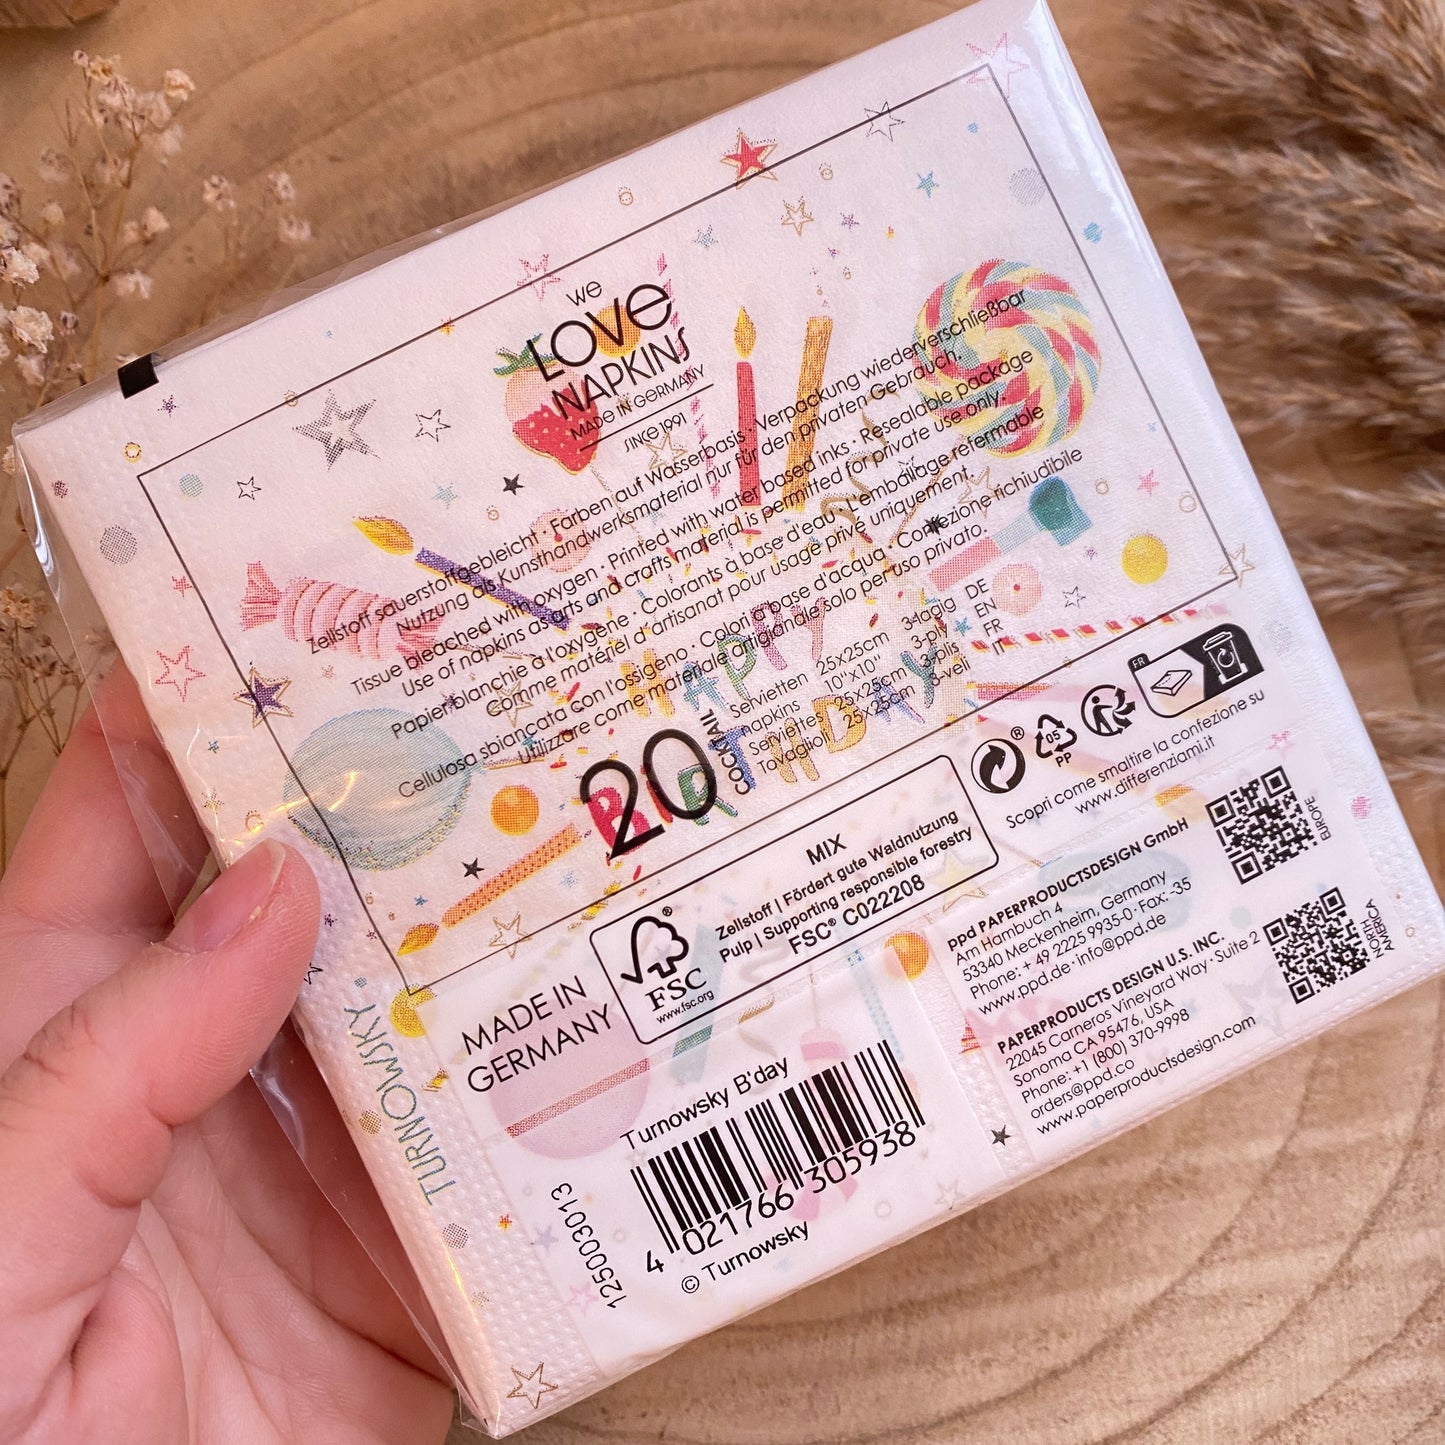 we
LOVE
NAPKINS
MADE IN GERMANY
SINCE 1991
Zellstoff sauerstoffgebleicht · Farben auf Wasserbasis · Verpackung wiederverschließbar
Nutzung als Kunsthandwerksmaterial nur für den privaten Gebrauch.
Tissue bleached with oxygen · Printed with water based inks · Resealable package
Use of napkins as arts and crafts material is permitted for private use only.
Papier blanchie à l'oxygène · Colorants à base d'eau · L'emballage refermable
Comme matériel d'artisanat pour usage privé uniquement.
Cellulosa sbiancata con l'ossigeno · Colori a base d'acqua · Confezione richiudibile
Utilizzare come materiale artigianale solo per uso privato.
HAPPY
BIRTHDAY
20
COCKTAIL
Servietten 25x25cm 3-lagig DE
napkins 10"x10" 3-ply EN
Serviettes 25x25cm 3-plis FR
Tovaglioli 25x25cm 3-veli IT
®
05
PP
FR
Scopri come smaltire la confezione su
www.differenziami.it
MADE IN
GERMANY
®
FSC
www.fsc.org
MIX
Zellstoff | Fördert gute Waldnutzung
Pulp | Supporting responsible forestry
FSC® C022208
ppd PAPERPRODUCTSDESIGN GmbH
Am Hambuch 4
53340 Meckenheim, Germany
Phone: + 49 2225 9935-0 · Fax: -35
www.ppd.de · info@ppd.de
EUROPE
PAPERPRODUCTS DESIGN U.S. INC.
22045 Carneros Vineyard Way · Suite 2
Sonoma CA 95476, USA
Phone: +1 (800) 370-9998
orders@ppd.co
www.paperproductsdesign.com
NORTH
AMERICA
TURNOWSKY
Turnowsky B'day
4 021766 305938
© Turnowsky
125003013